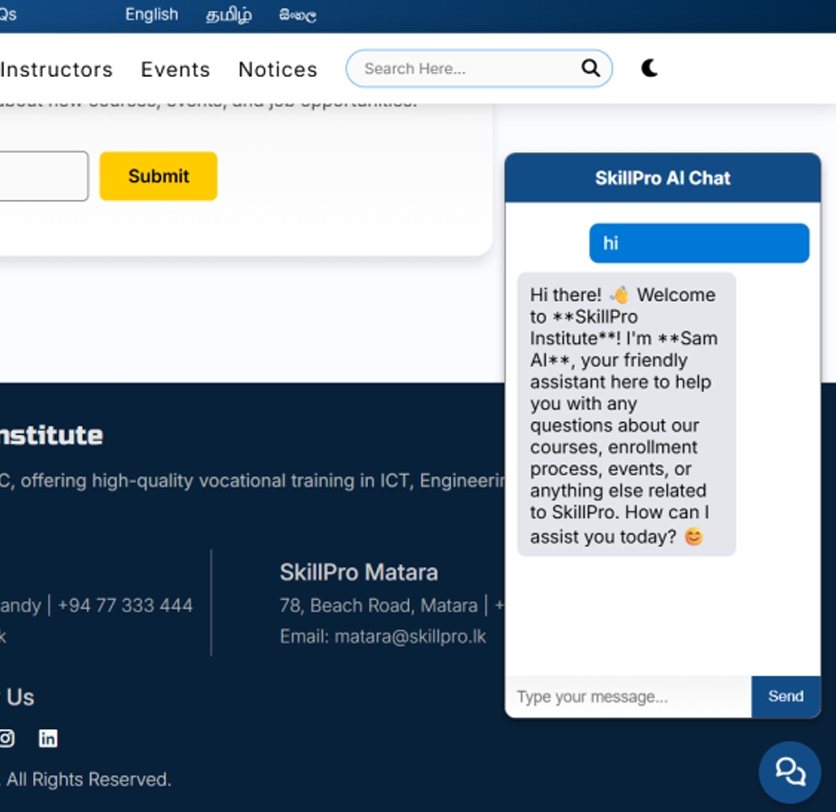 Qs English தமிழ் සිංහල
Instructors Events Notices Search Here...
about new courses, events, and job opportunities.
Submit
SkillPro AI Chat
hi
Hi there! 👋 Welcome
to **SkillPro
Institute**! I'm **Sam
AI**, your friendly
assistant here to help
you with any
questions about our
courses, enrollment
process, events, or
anything else related
to SkillPro. How can I
assist you today? 😊
Type your message...
Send
nstitute
C, offering high-quality vocational training in ICT, Engineerin
andy | +94 77 333 444
k
SkillPro Matara
78, Beach Road, Matara | +
Email: matara@skillpro.lk
Us
All Rights Reserved.